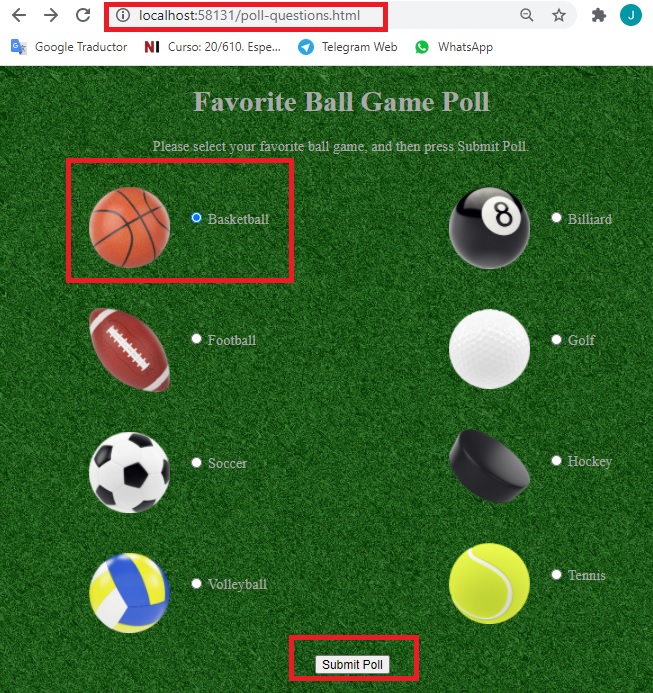 localhost:58131/poll-questions.html
J
Google Traductor NI Curso: 20/610. Espe... Telegram Web WhatsApp
Favorite Ball Game Poll
Please select your favorite ball game, and then press Submit Poll.
Basketball 8 Billiard
Football Golf
Soccer Hockey
Volleyball Tennis
Submit Poll